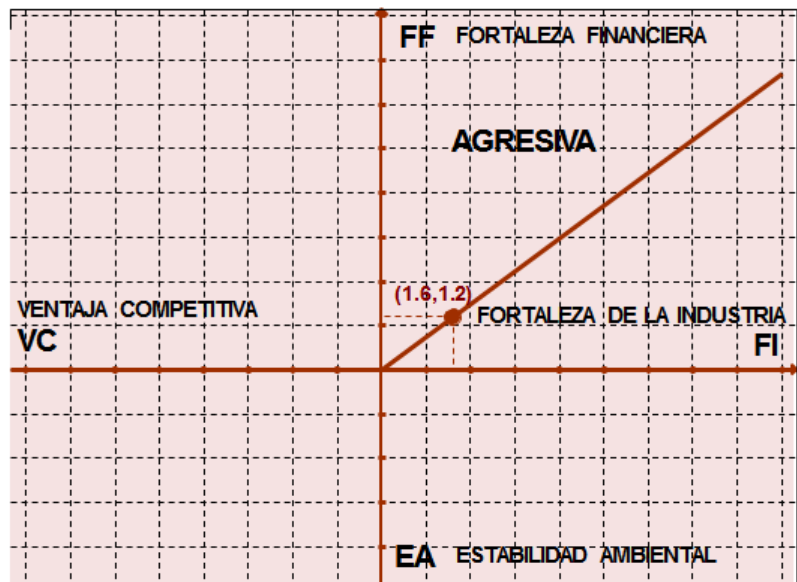 FF FORTALEZA FINANCIERA
AGRESIVA
(1.6,1.2)
VENTAJA COMPETITIVA
FORTALEZA DE LA INDUSTRIA
VC
FI
EA ESTABILIDAD AMBIENTAL